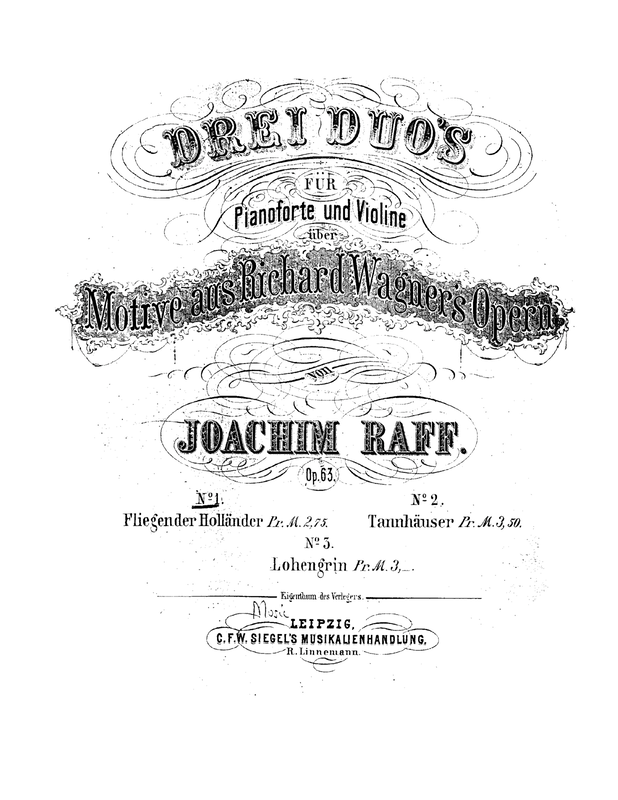 DREI DUO'S
FÜR
Pianoforte und Violine
über
Motive aus Richard Wagner's Opern.
von
JOACHIM RAFF.
Op.63.
Nº 1. Nº 2.
Fliegender Holländer Pr. M. 2,75. Tannhäuser Pr. M. 3,50.
Nº 3.
Lohengrin Pr. M. 3,_.
Eigenthum des Verlegers.
LEIPZIG,
C.F.W. SIEGEL'S MUSIKALIENHANDLUNG,
R. Linnemann.